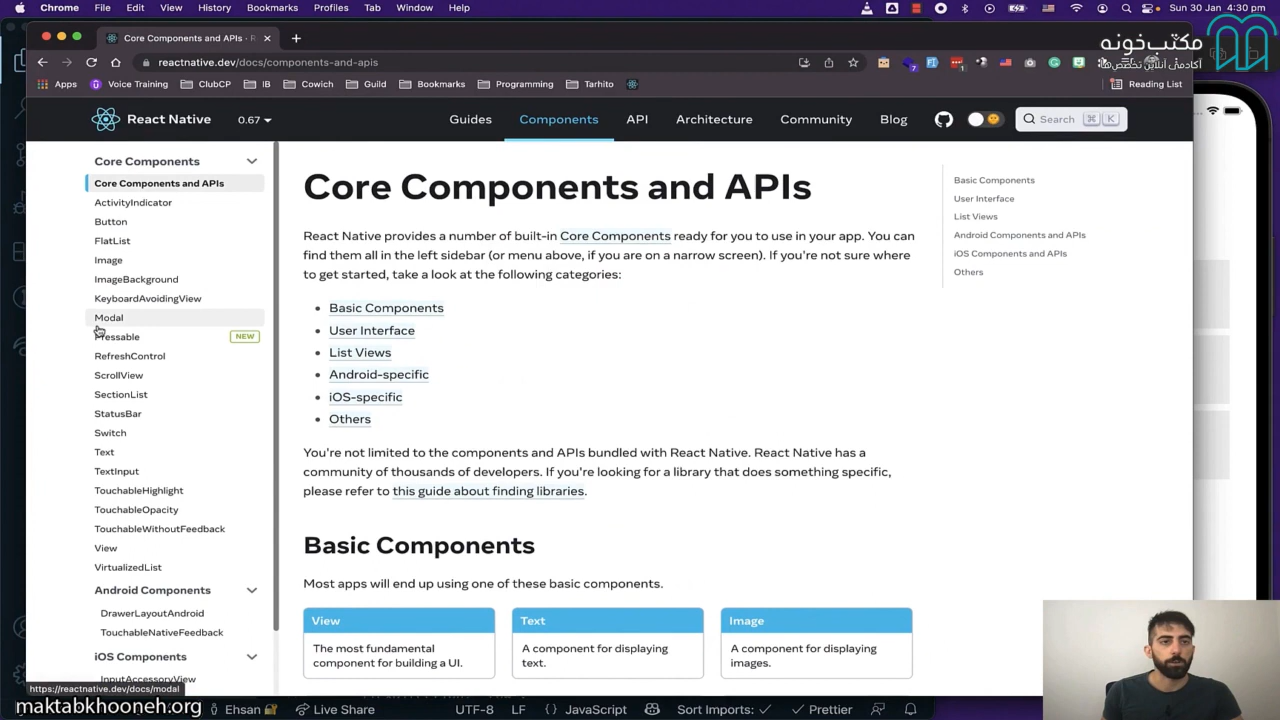 Chrome File Edit View History Bookmarks Profiles Tab Window Help Sun 30 Jan 4:30 pm
Core Components and APIs · R
مکتب‌خونه
reactnative.dev/docs/components-and-apis
Apps Voice Training ClubCP IB Cowich Guild Bookmarks Programming Tarhito Reading List
React Native 0.67 Guides Components API Architecture Community Blog Search ⌘ K
Core Components
Core Components and APIs
ActivityIndicator
Button
FlatList
Image
ImageBackground
KeyboardAvoidingView
Modal
Pressable NEW
RefreshControl
ScrollView
SectionList
StatusBar
Switch
Text
TextInput
TouchableHighlight
TouchableOpacity
TouchableWithoutFeedback
View
VirtualizedList
Android Components
DrawerLayoutAndroid
TouchableNativeFeedback
iOS Components
InputAccessoryView
Core Components and APIs
React Native provides a number of built-in Core Components ready for you to use in your app. You can
find them all in the left sidebar (or menu above, if you are on a narrow screen). If you're not sure where
to get started, take a look at the following categories:
Basic Components
User Interface
List Views
Android-specific
iOS-specific
Others
You're not limited to the components and APIs bundled with React Native. React Native has a
community of thousands of developers. If you're looking for a library that does something specific,
please refer to this guide about finding libraries.
Basic Components
Most apps will end up using one of these basic components.
View
The most fundamental
component for building a UI.
Text
A component for displaying
text.
Image
A component for displaying
images.
Basic Components
User Interface
List Views
Android Components and APIs
iOS Components and APIs
Others
https://reactnative.dev/docs/modal
maktabkhooneh.org
Ehsan Live Share UTF-8 LF {} JavaScript Sort Imports: Prettier